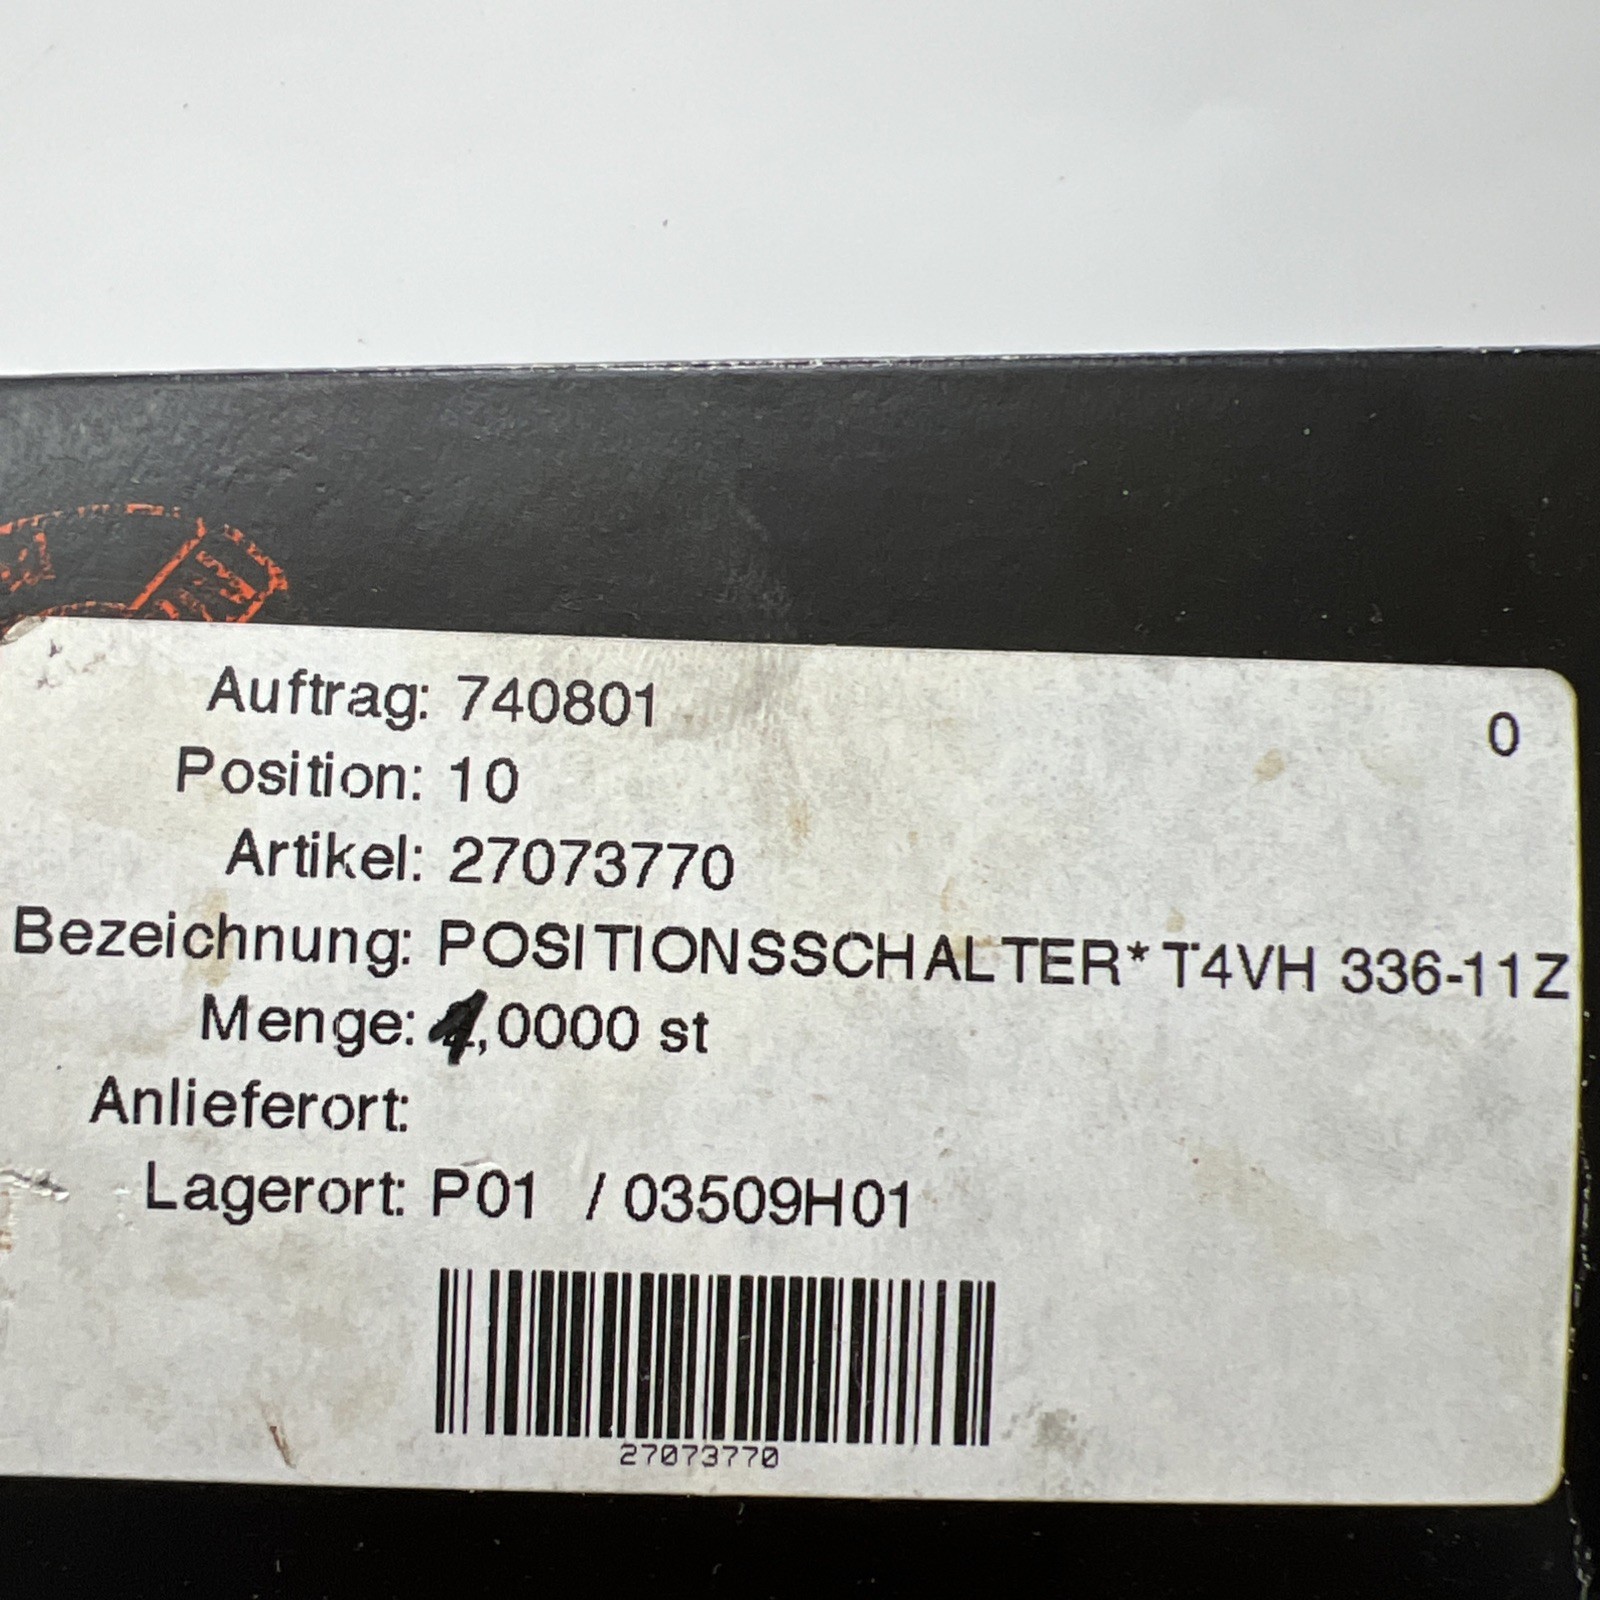 Auftrag: 740801
0
Position: 10
Artikel: 27073770
Bezeichnung: POSITIONSSCHALTER* T4VH 336-11Z
Menge: 1,0000 st
Anlieferort:
Lagerort: P01 / 03509H01
27073770